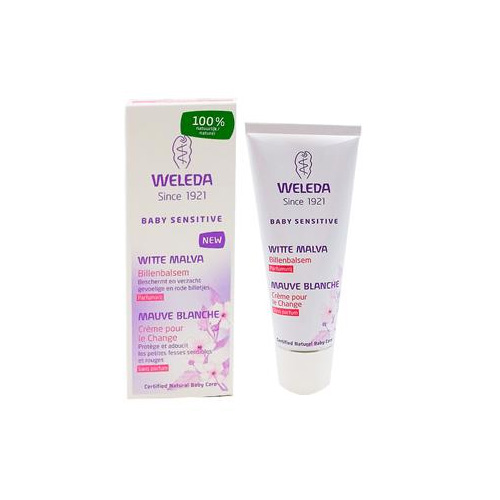 100%
natuurlijk /
naturel
WELEDA
Since 1921
BABY SENSITIVE
NEW
WITTE MALVA
Billenbalsem
Beschermt en verzacht
gevoelige en rode billetjes
Parfumvrij
MAUVE BLANCHE
Crème pour
le Change
Protège et adoucit
les petites fesses sensibles
et rouges
Sans parfum
Certified Natural Baby Care
WELEDA
Since 1921
BABY SENSITIVE
WITTE MALVA
Billenbalsem
Parfumvrij
MAUVE BLANCHE
Crème pour
le Change
Sans parfum
Certified Natural Baby Care